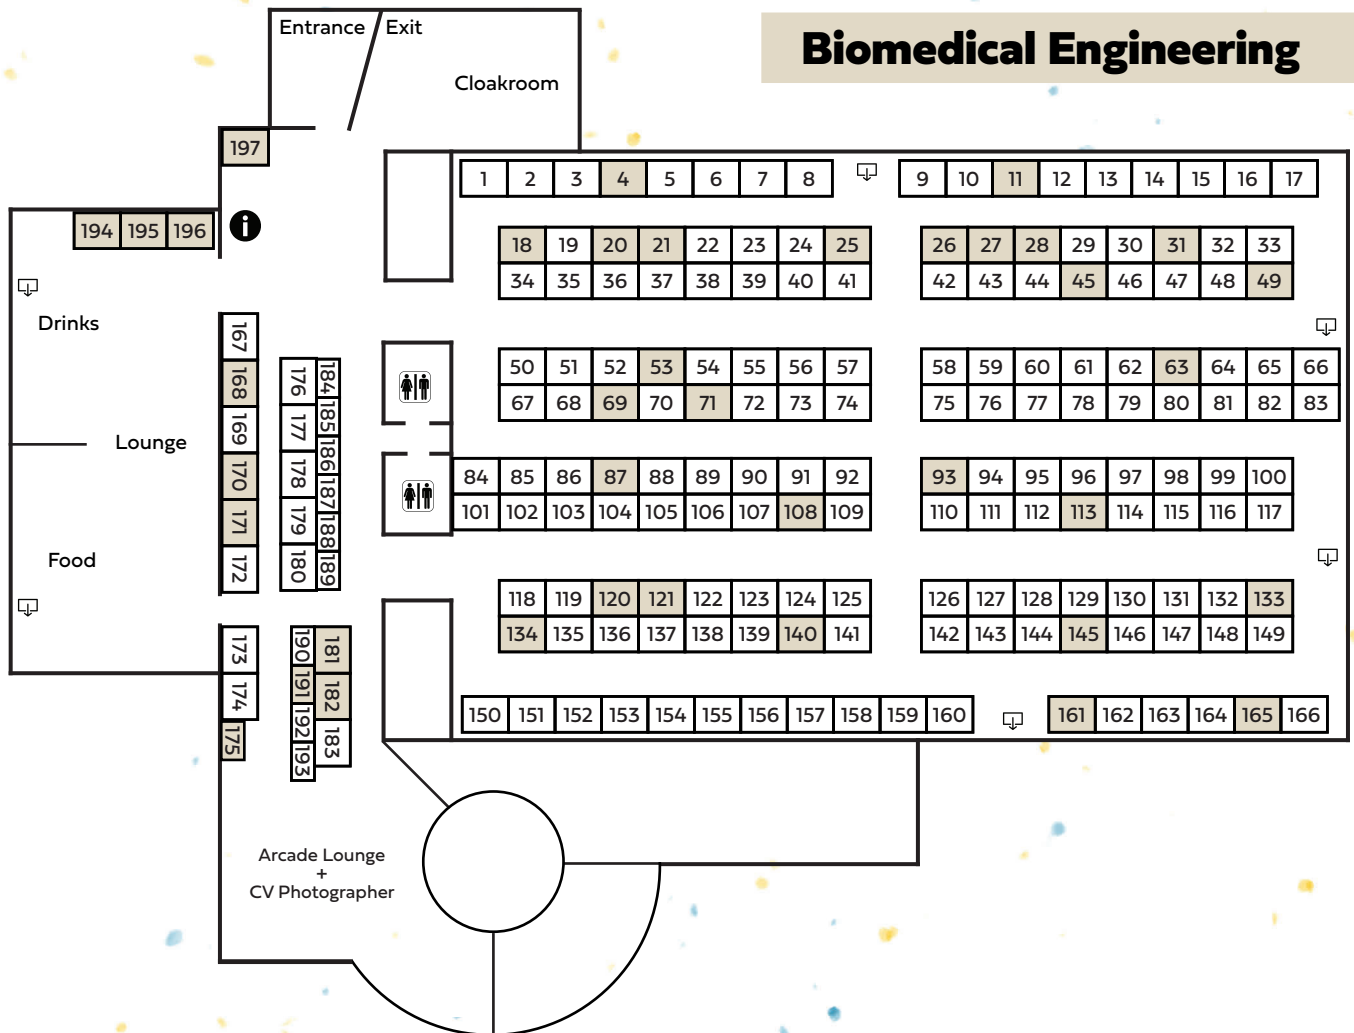 Biomedical Engineering
Entrance Exit
Cloakroom
197
1 2 3 4 5 6 7 8 9 10 11 12 13 14 15 16 17
194 195 196 i
18 19 20 21 22 23 24 25 26 27 28 29 30 31 32 33
34 35 36 37 38 39 40 41 42 43 44 45 46 47 48 49
Drinks
50 51 52 53 54 55 56 57 58 59 60 61 62 63 64 65 66
67 68 69 70 71 72 73 74 75 76 77 78 79 80 81 82 83
Lounge
84 85 86 87 88 89 90 91 92 93 94 95 96 97 98 99 100
101 102 103 104 105 106 107 108 109 110 111 112 113 114 115 116 117
Food
118 119 120 121 122 123 124 125 126 127 128 129 130 131 132 133
134 135 136 137 138 139 140 141 142 143 144 145 146 147 148 149
150 151 152 153 154 155 156 157 158 159 160 161 162 163 164 165 166
167 168 169 170 171 172
173 174 175
176 177 178 179 180
184 185 186 187 188 189
190 191 192 193
181 182 183
Arcade Lounge
+
CV Photographer